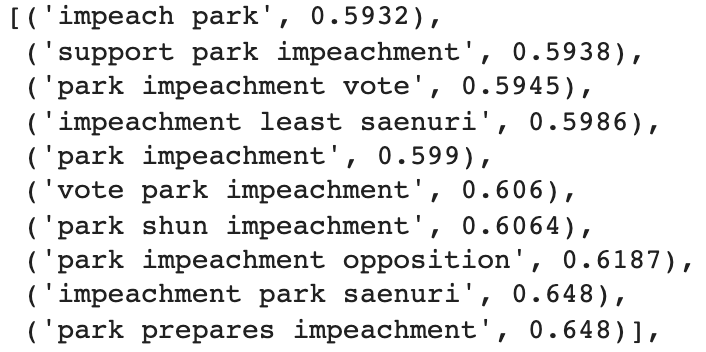 [('impeach park', 0.5932),
('support park impeachment', 0.5938),
('park impeachment vote', 0.5945),
('impeachment least saenuri', 0.5986),
('park impeachment', 0.599),
('vote park impeachment', 0.606),
('park shun impeachment', 0.6064),
('park impeachment opposition', 0.6187),
('impeachment park saenuri', 0.648),
('park prepares impeachment', 0.648)],